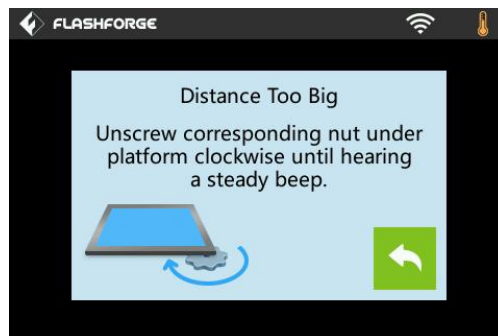 FLASHFORGE
Distance Too Big
Unscrew corresponding nut under
platform clockwise until hearing
a steady beep.